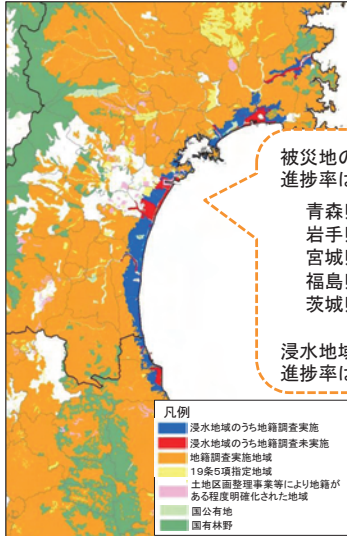 被災地の
進捗率は
青森県
岩手県
宮城県
福島県
茨城県
浸水地域
進捗率は
凡例
浸水地域のうち地籍調査実施
浸水地域のうち地籍調査未実施
地籍調査実施地域
19条5項指定地域
土地区画整理事業等により地籍が
ある程度明確化された地域
国公有地
国有林野